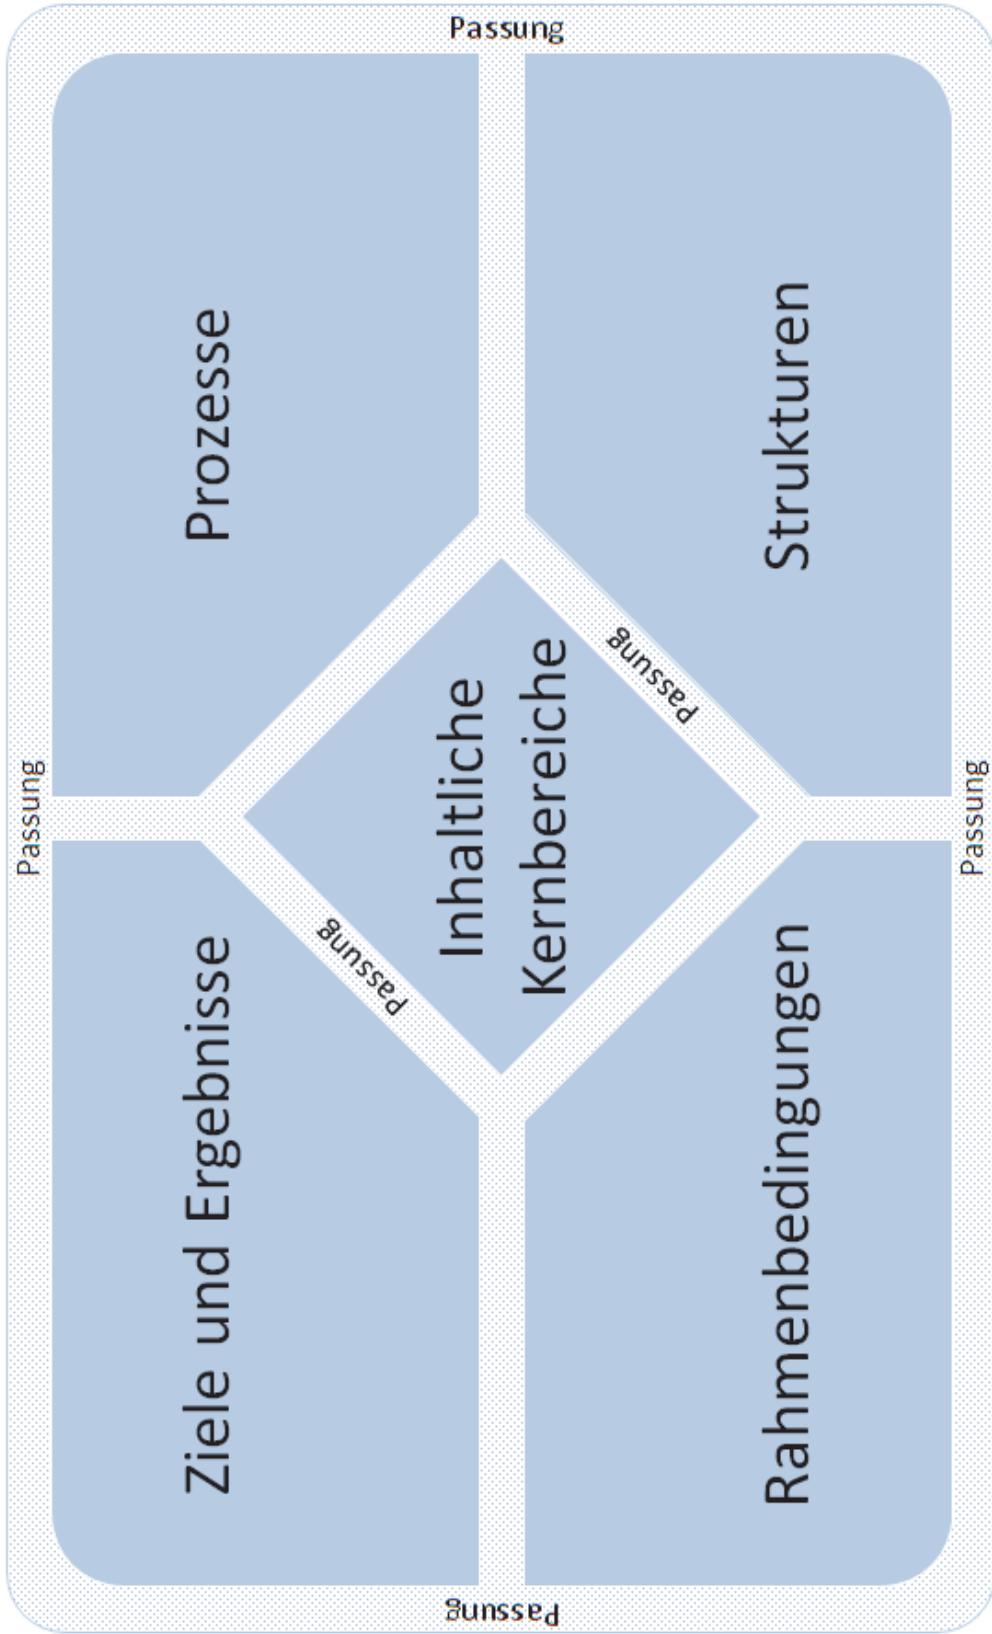 Passung
Ziele und Ergebnisse
Prozesse
Passung
Passung
Inhaltliche
Kernbereiche
Passung
Passung
Rahmenbedingungen
Strukturen
Passung